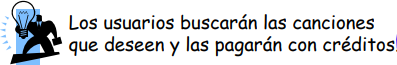 Los usuarios buscarán las canciones
que deseen y las pagarán con créditos!